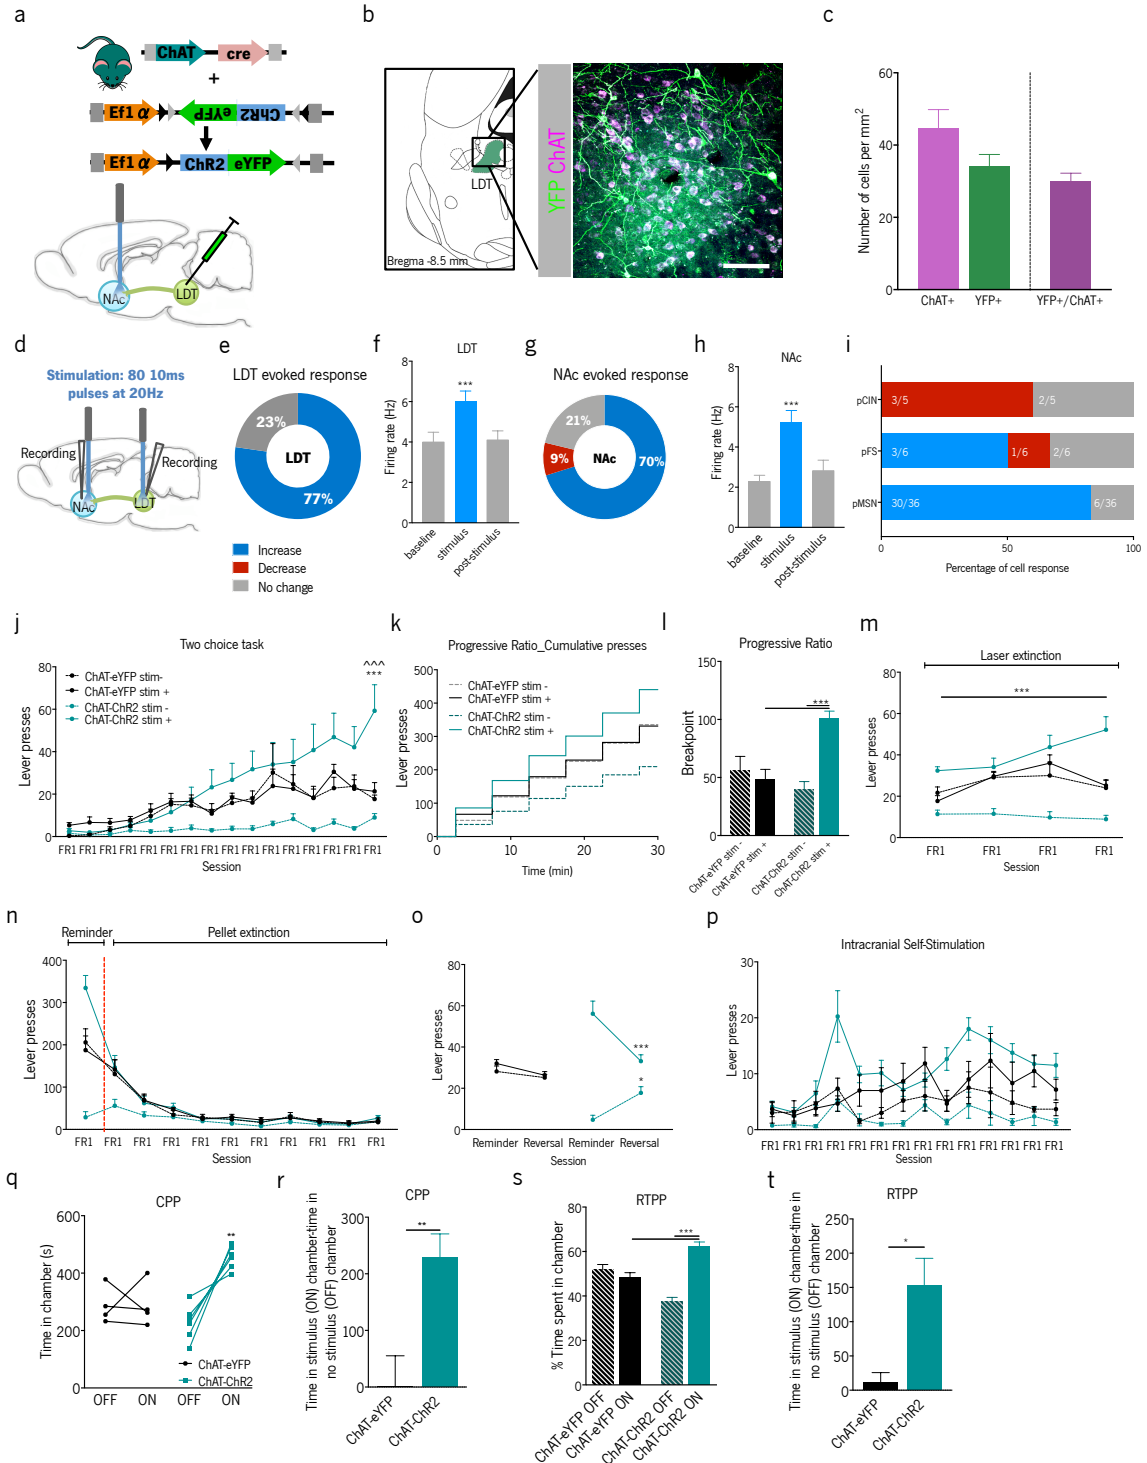 a
ChAT cre
+
Ef1 α eYFP ChR2
Ef1 α ChR2 eYFP
NAc LDT
b
LDT
Bregma -8.5 mm
YFP ChAT
c
Number of cells per mm2
60
40
20
0
ChAT+ YFP+ YFP+/ChAT+
d
Stimulation: 80 10ms
pulses at 20Hz
Recording
Recording
NAc LDT
e
LDT evoked response
23%
LDT
77%
Increase
Decrease
No change
f
LDT
Firing rate (Hz)
8
6
4
2
0
***
baseline
stimulus
post-stimulus
g
NAc evoked response
21%
9%
NAc
70%
h
NAc
Firing rate (Hz)
8
6
4
2
0
***
baseline
stimulus
post-stimulus
i
pCIN 3/5 2/5
pFS 3/6 1/6 2/6
pMSN 30/36 6/36
0 50 100
Percentage of cell response
j
Two choice task
Lever presses
80
60
40
20
0
ChAT-eYFP stim-
ChAT-eYFP stim +
ChAT-ChR2 stim -
ChAT-ChR2 stim +
^^^
***
FR1 FR1 FR1 FR1 FR1 FR1 FR1 FR1 FR1 FR1 FR1 FR1 FR1 FR1 FR1 FR1
Session
k
Progressive Ratio_Cumulative presses
Lever presses
500
400
300
200
100
0
ChAT-eYFP stim -
ChAT-eYFP stim +
ChAT-ChR2 stim -
ChAT-ChR2 stim +
0 10 20 30
Time (min)
l
Progressive Ratio
Breakpoint
150
100
50
0
***
ChAT-eYFP stim -
ChAT-eYFP stim +
ChAT-ChR2 stim -
ChAT-ChR2 stim +
m
Laser extinction
Lever presses
80
60
40
20
0
***
FR1 FR1 FR1 FR1
Session
n
Reminder Pellet extinction
Lever presses
400
300
200
100
0
FR1 FR1 FR1 FR1 FR1 FR1 FR1 FR1 FR1 FR1 FR1
Session
o
Lever presses
80
60
40
20
0
***
*
Reminder Reversal Reminder Reversal
Session
p
Intracranial Self-Stimulation
Lever presses
30
20
10
0
FR1 FR1 FR1 FR1 FR1 FR1 FR1 FR1 FR1 FR1 FR1 FR1 FR1 FR1
Session
q
CPP
Time in chamber (s)
600
400
200
0
**
ChAT-eYFP
ChAT-ChR2
OFF ON OFF ON
r
CPP
Time in stimulus (ON) chamber-time in
no stimulus (OFF) chamber
300
200
100
0
**
ChAT-eYFP
ChAT-ChR2
s
RTPP
% Time spent in chamber
80
60
40
20
0
***
ChAT-eYFP OFF
ChAT-eYFP ON
ChAT-ChR2 OFF
ChAT-ChR2 ON
t
RTPP
Time in stimulus (ON) chamber-time in
no stimulus (OFF) chamber
250
200
150
100
50
0
*
ChAT-eYFP
ChAT-ChR2